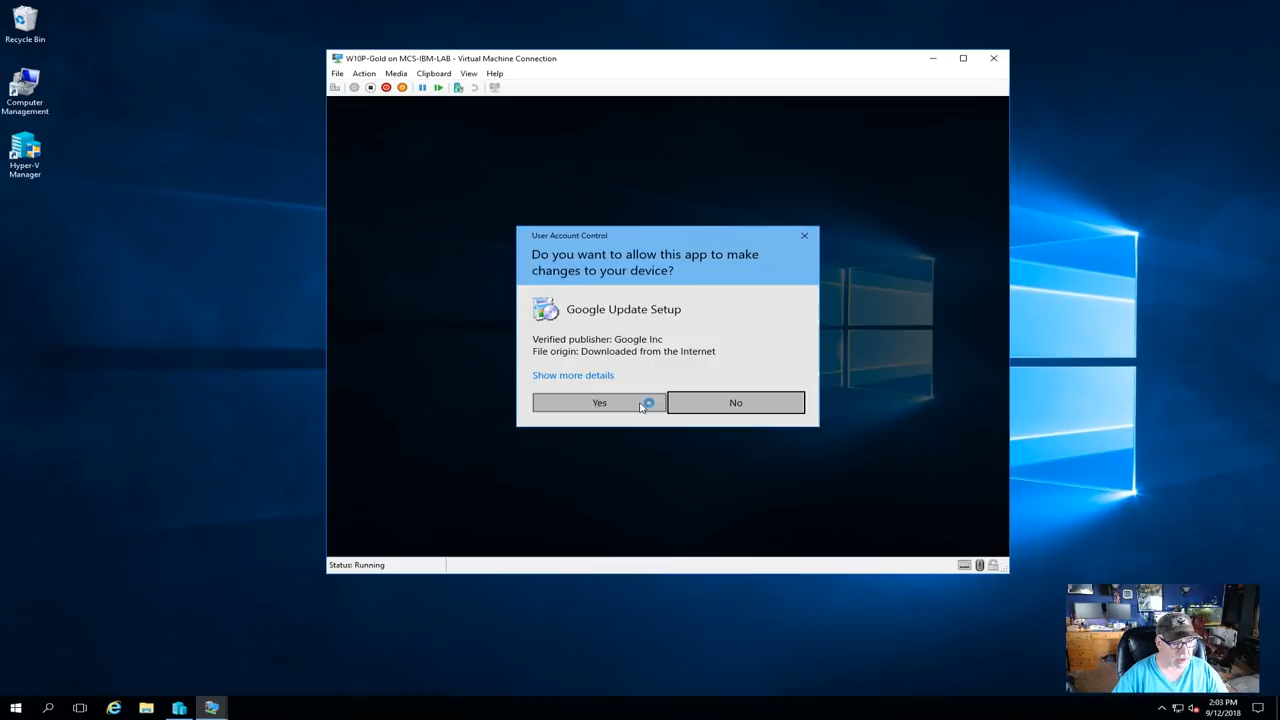 Recycle Bin
Computer
Management
Hyper-V
Manager
W10P-Gold on MCS-IBM-LAB - Virtual Machine Connection
File Action Media Clipboard View Help
User Account Control
Do you want to allow this app to make
changes to your device?
Google Update Setup
Verified publisher: Google Inc
File origin: Downloaded from the Internet
Show more details
Yes No
Status: Running
2:03 PM
9/12/2018